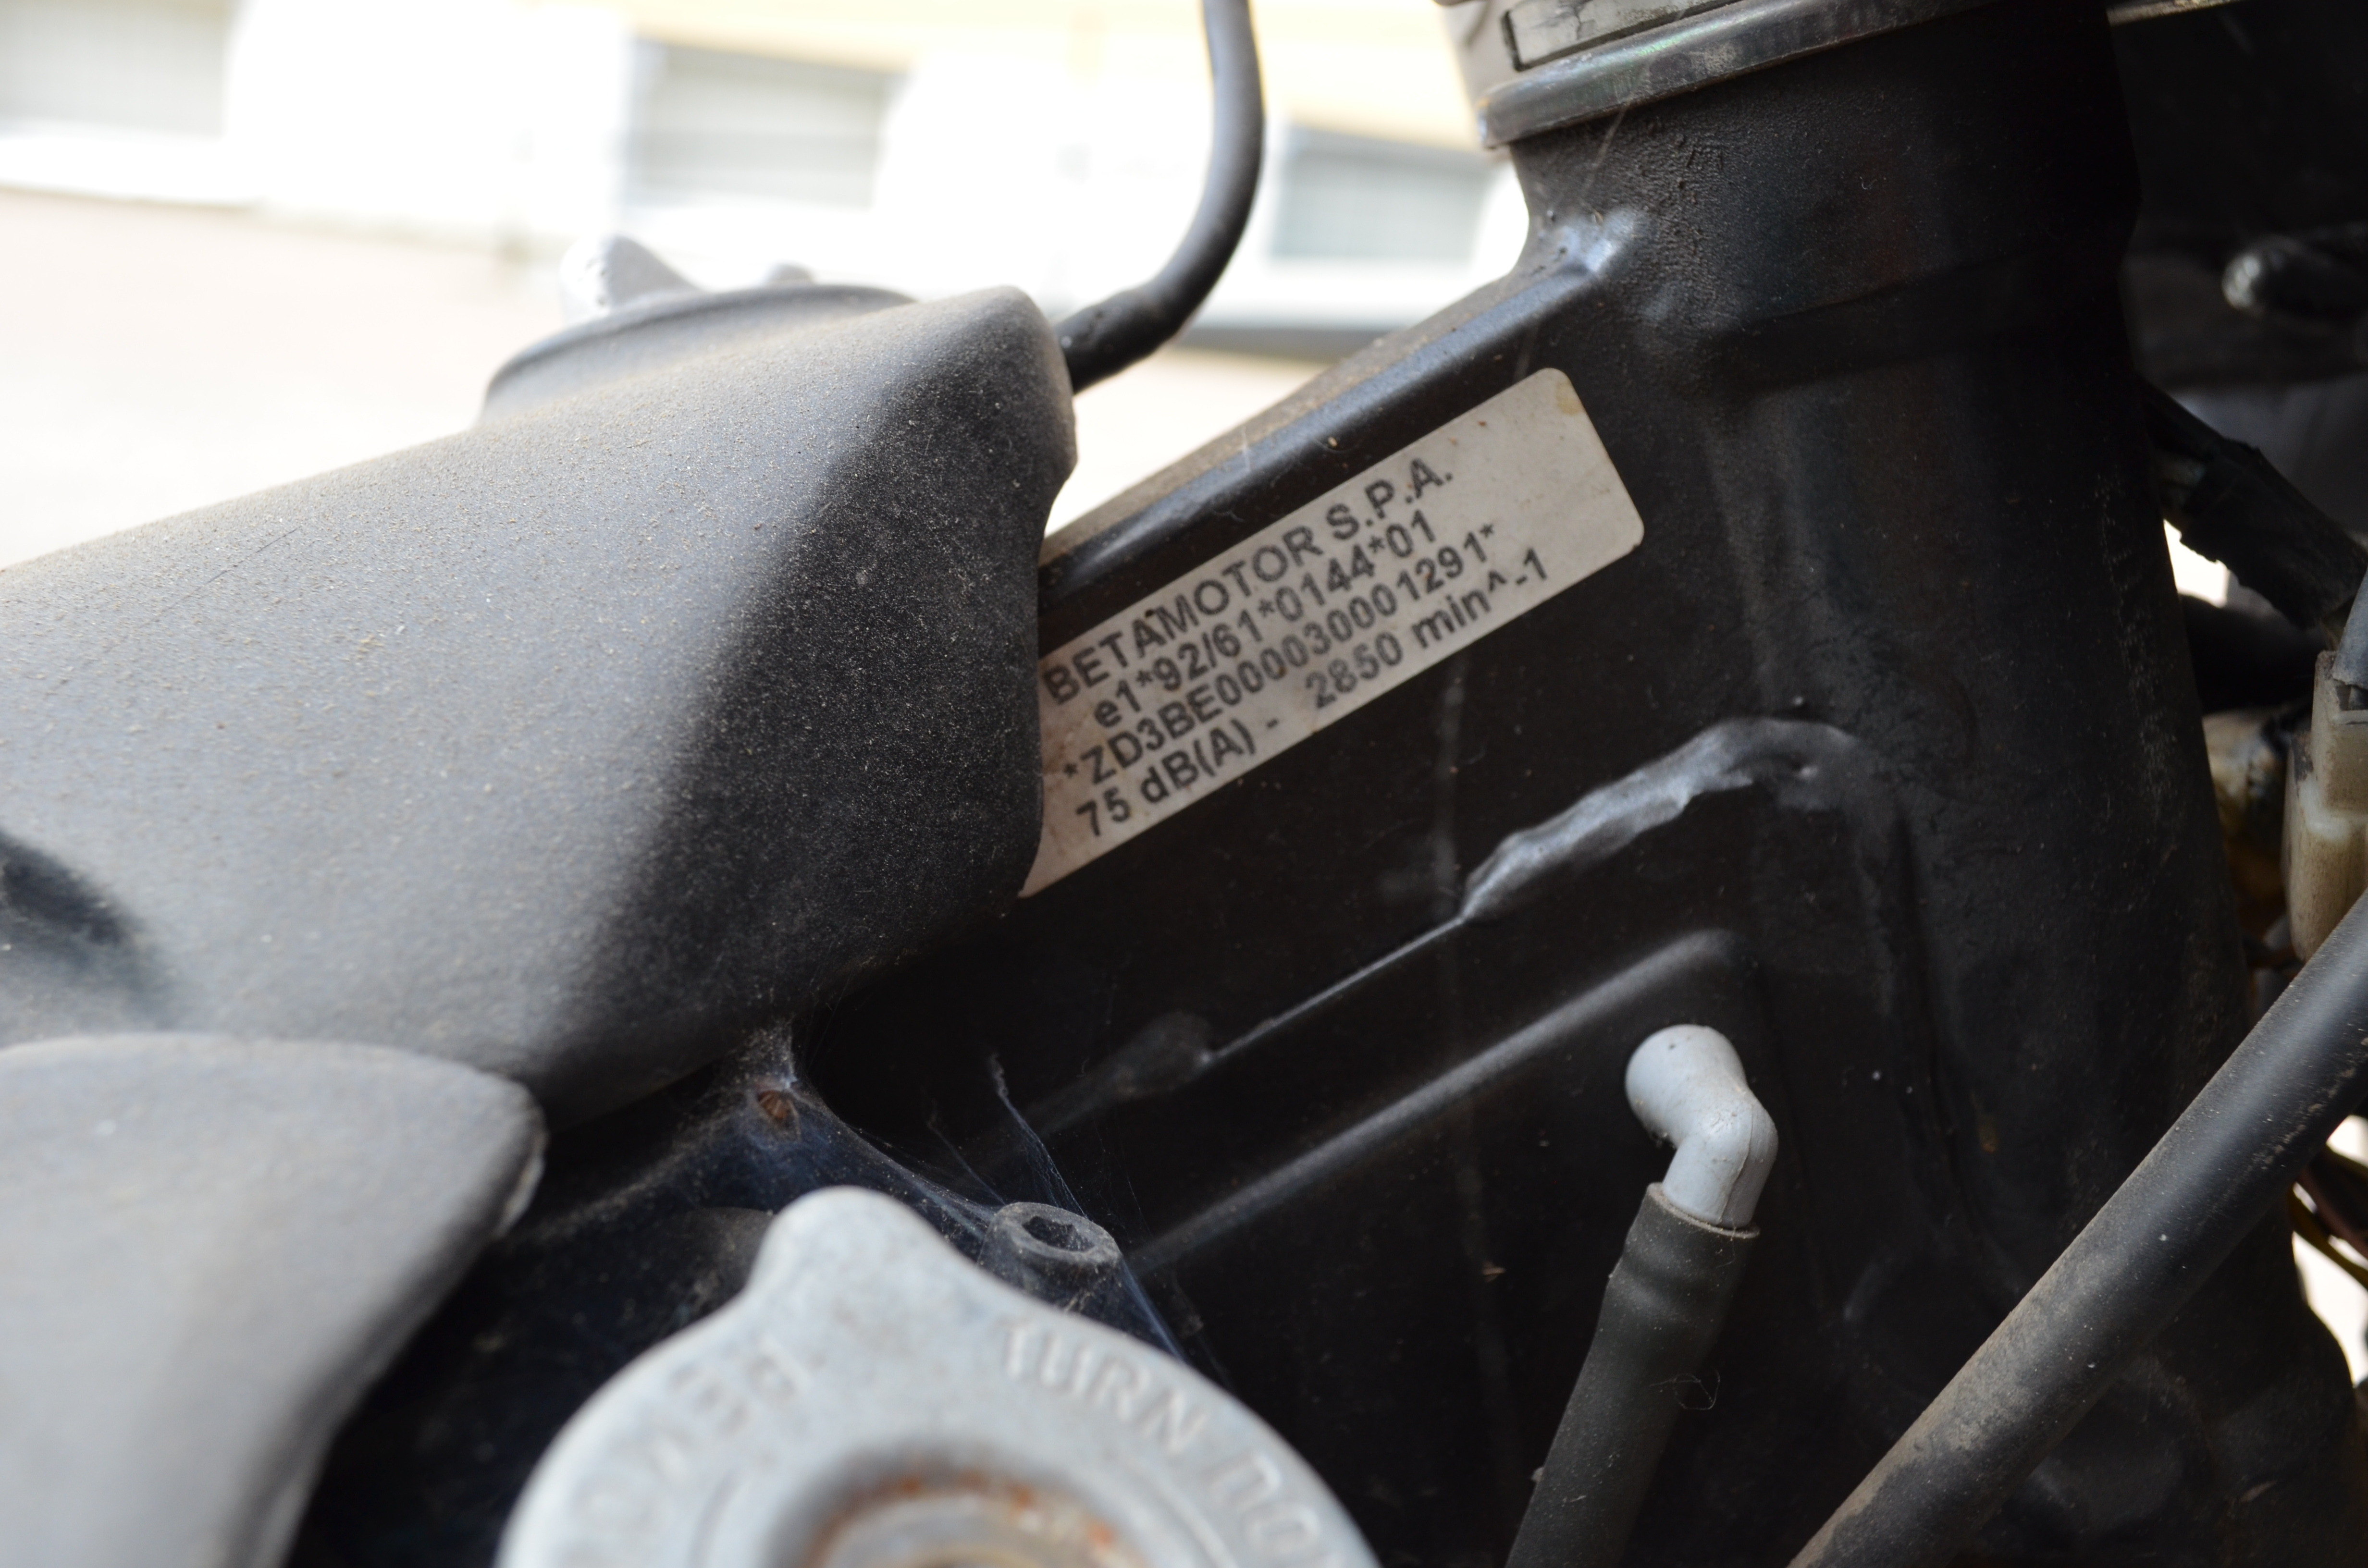 BETAMOTOR S.P.A.
e1*92/61*0144*01
*ZD3BE000030001291*
75 dB(A) - 2850 min^-1
TURN